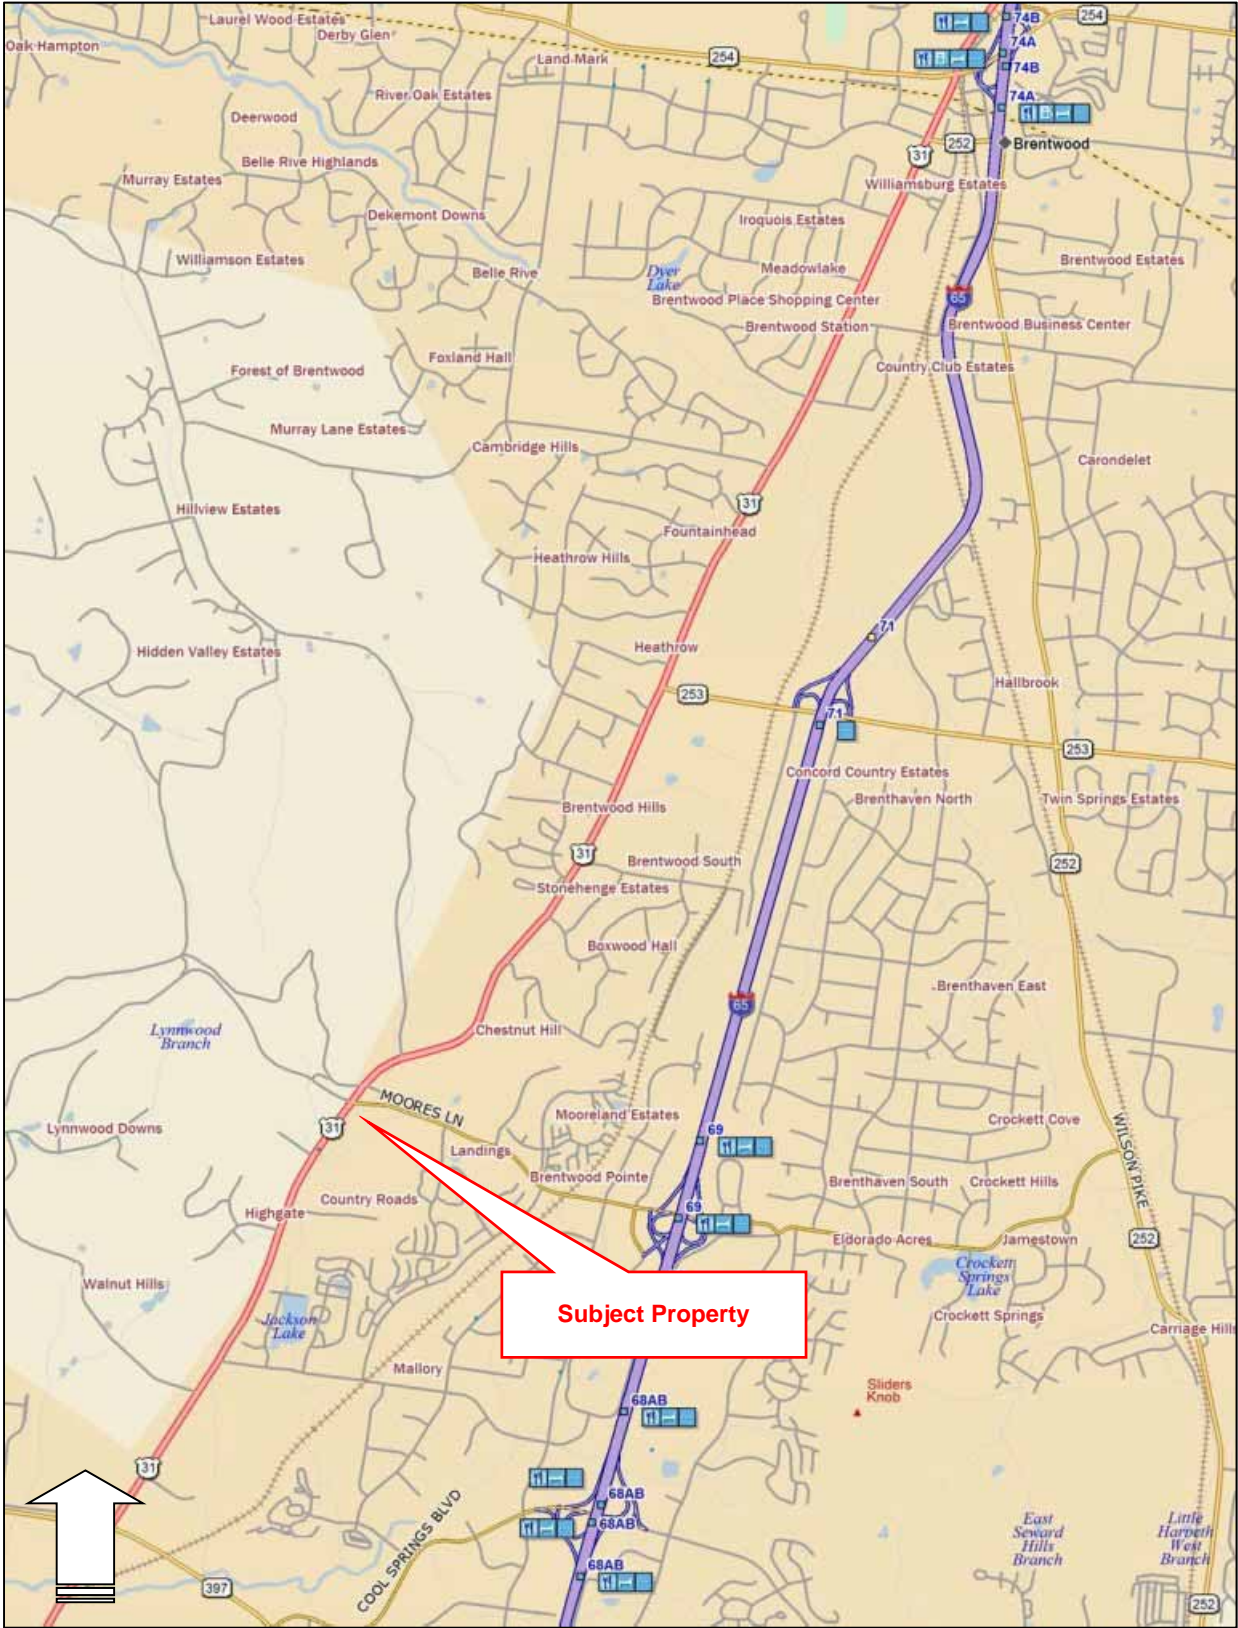 Laurel Wood Estates
Derby Glen
Oak Hampton
Land Mark
254
74B
254
74A
74B
River Oak Estates
74A
Deerwood
31
252
Brentwood
Belle Rive Highlands
Murray Estates
Williamsburg Estates
Dekemont Downs
Iroquois Estates
Williamson Estates
Belle Rive
Dyer
Lake
Meadowlake
Brentwood Estates
Brentwood Place Shopping Center
65
Brentwood Station
Brentwood Business Center
Foxland Hall
Forest of Brentwood
Country Club Estates
Murray Lane Estates
Cambridge Hills
Carondelet
Hillview Estates
31
Fountainhead
Heathrow Hills
71
Hidden Valley Estates
Heathrow
Hallbrook
253
71
253
Concord Country Estates
Brentwood Hills
Brenthaven North
Twin Springs Estates
31
Brentwood South
252
Stonehenge Estates
Boxwood Hall
Brenthaven East
65
Lynnwood
Branch
Chestnut Hill
MOORES LN
Mooreland Estates
Crockett Cove
Lynnwood Downs
31
69
WILSON PIKE
Landings
Brentwood Pointe
Brenthaven South
Crockett Hills
Country Roads
Highgate
69
Eldorado Acres
Jamestown
252
Crockett
Springs
Lake
Walnut Hills
Jackson
Lake
Subject Property
Crockett Springs
Carriage Hills
Mallory
Sliders
Knob
68AB
31
68AB
68AB
COOL SPRINGS BLVD
East
Seward
Hills
Branch
Little
Harpeth
West
Branch
68AB
397
252